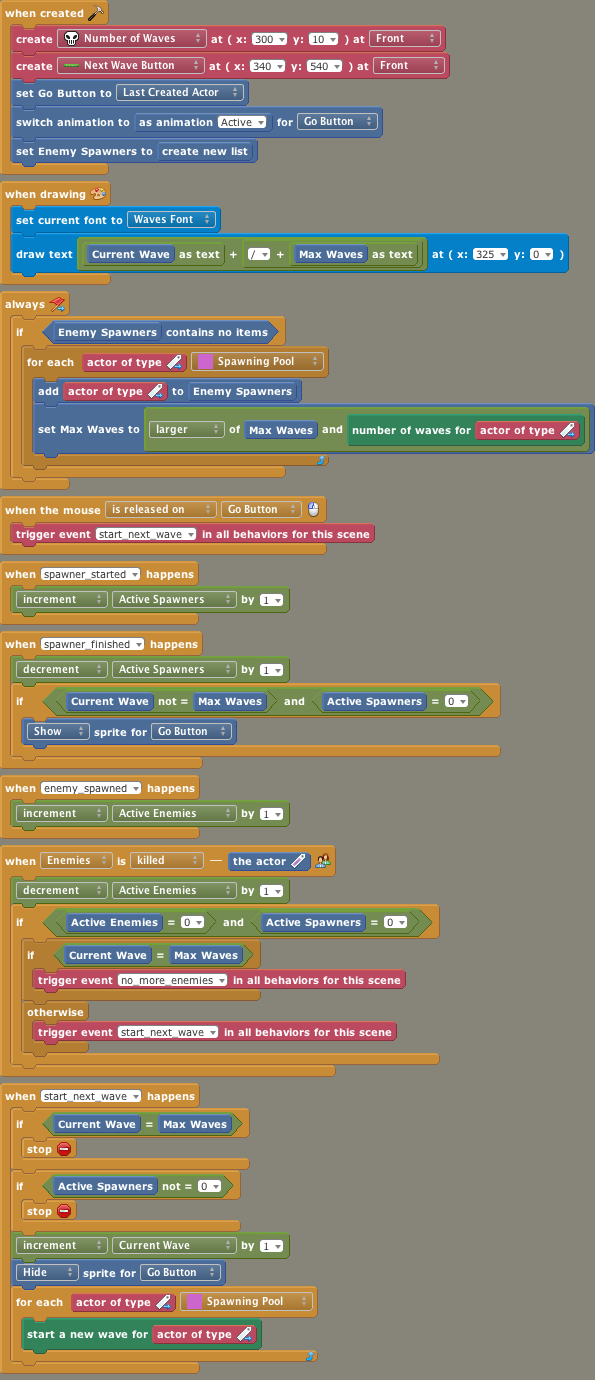 when created
create Number of Waves at ( x: 300 y: 10 ) at Front
create Next Wave Button at ( x: 340 y: 540 ) at Front
set Go Button to Last Created Actor
switch animation to as animation Active for Go Button
set Enemy Spawners to create new list
when drawing
set current font to Waves Font
draw text Current Wave as text + / + Max Waves as text at ( x: 325 y: 0 )
always
if Enemy Spawners contains no items
for each actor of type Spawning Pool
add actor of type to Enemy Spawners
set Max Waves to larger of Max Waves and number of waves for actor of type
when the mouse is released on Go Button
trigger event start_next_wave in all behaviors for this scene
when spawner_started happens
increment Active Spawners by 1
when spawner_finished happens
decrement Active Spawners by 1
if Current Wave not = Max Waves and Active Spawners = 0
Show sprite for Go Button
when enemy_spawned happens
increment Active Enemies by 1
when Enemies is killed — the actor
decrement Active Enemies by 1
if Active Enemies = 0 and Active Spawners = 0
if Current Wave = Max Waves
trigger event no_more_enemies in all behaviors for this scene
otherwise
trigger event start_next_wave in all behaviors for this scene
when start_next_wave happens
if Current Wave = Max Waves
stop
if Active Spawners not = 0
stop
increment Current Wave by 1
Hide sprite for Go Button
for each actor of type Spawning Pool
start a new wave for actor of type